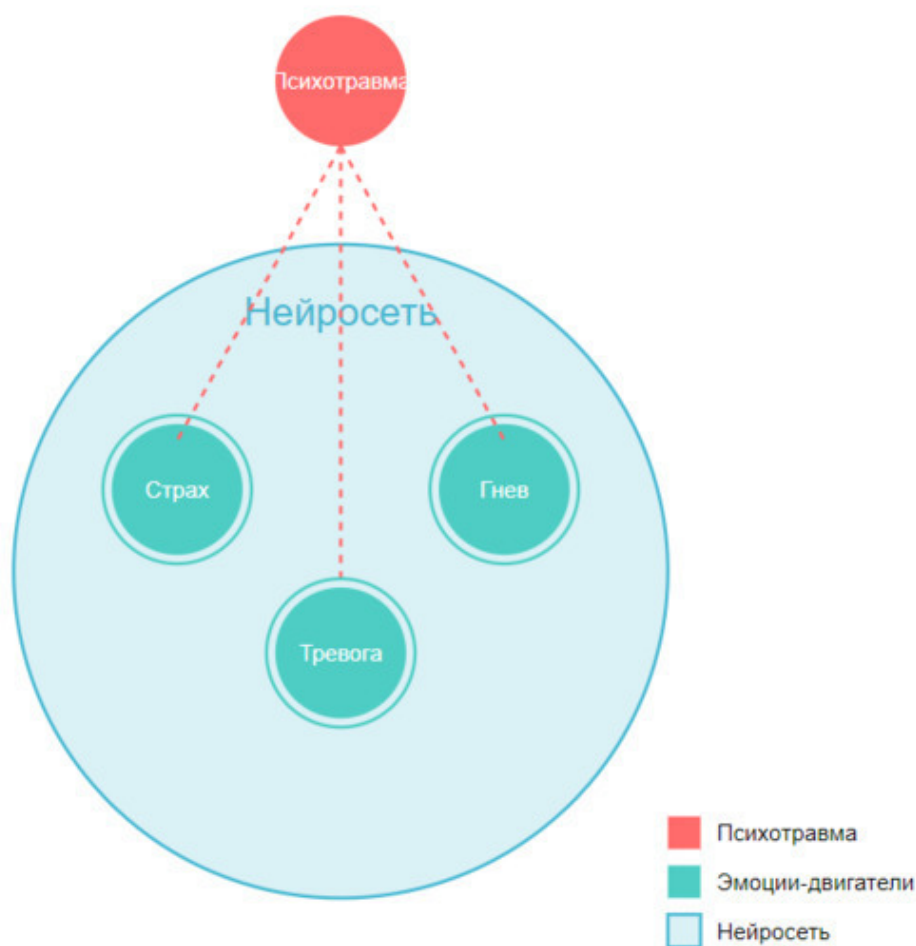 Психотравма
Нейросеть
Страх
Гнев
Тревога
Психотравма
Эмоции-двигатели
Нейросеть